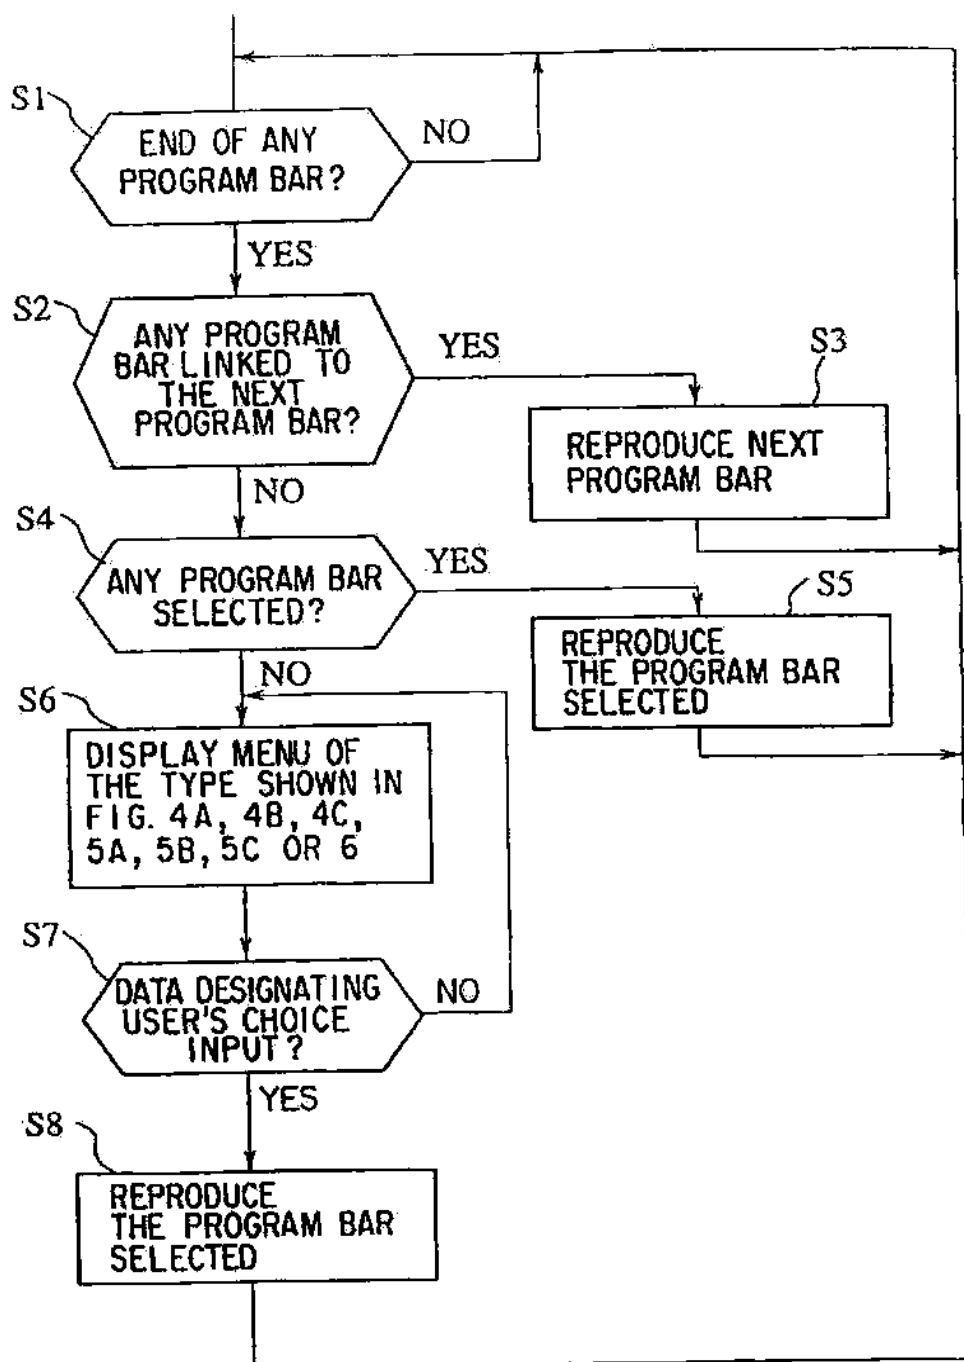 S1
END OF ANY
PROGRAM BAR?
NO
YES
S2
ANY PROGRAM
BAR LINKED TO
THE NEXT
PROGRAM BAR?
YES
S3
REPRODUCE NEXT
PROGRAM BAR
NO
S4
ANY PROGRAM BAR
SELECTED?
YES
S5
REPRODUCE
THE PROGRAM BAR
SELECTED
NO
S6
DISPLAY MENU OF
THE TYPE SHOWN IN
FIG. 4A, 4B, 4C,
5A, 5B, 5C OR 6
S7
DATA DESIGNATING
USER'S CHOICE
INPUT?
NO
YES
S8
REPRODUCE
THE PROGRAM BAR
SELECTED